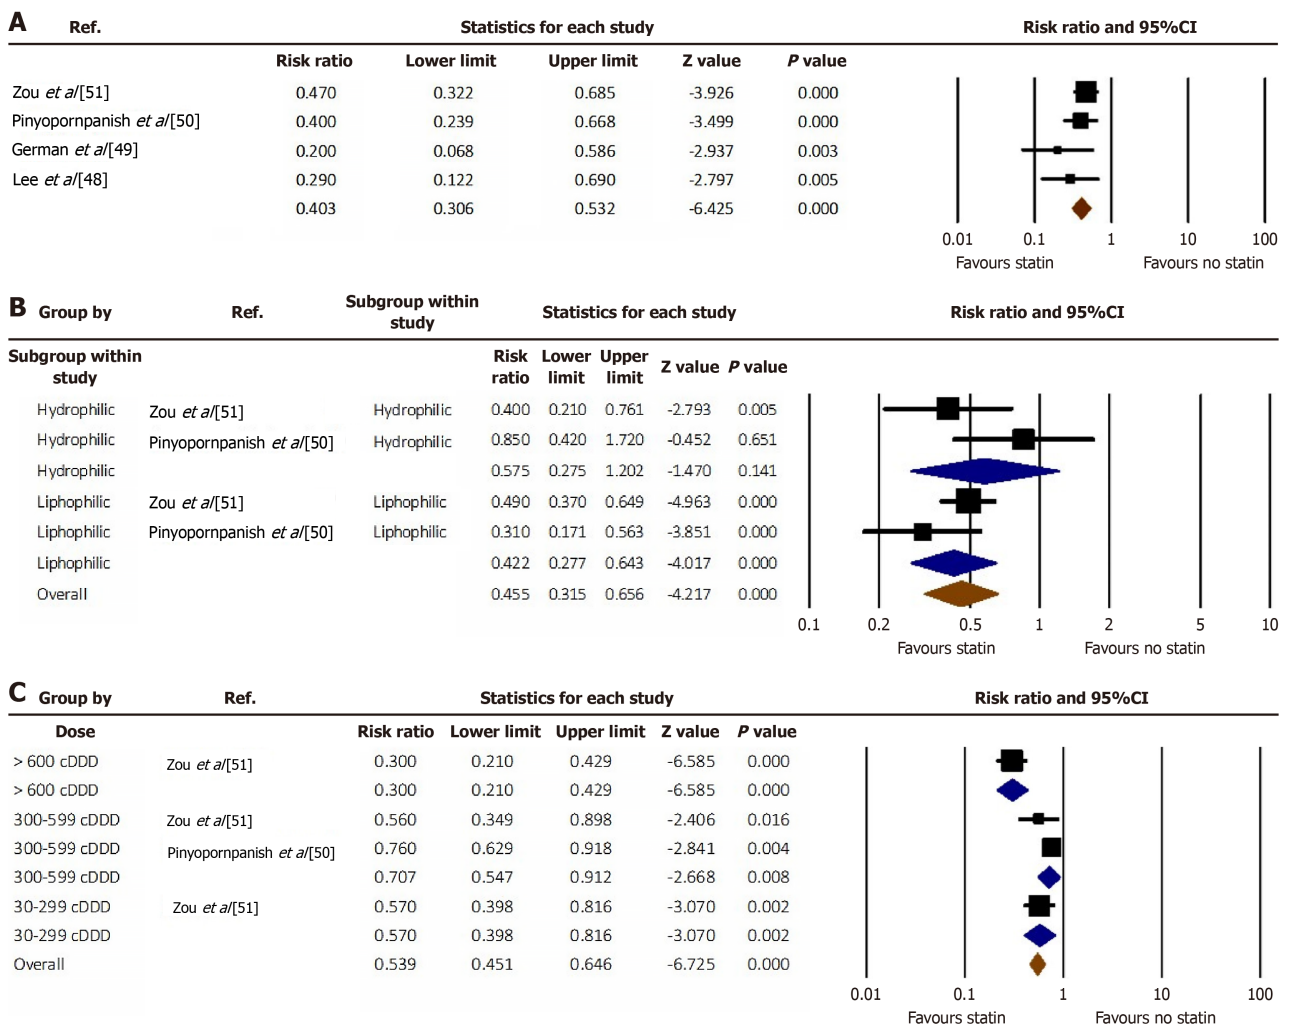 A Ref. Statistics for each study Risk ratio and 95%CI
Risk ratio Lower limit Upper limit Z value P value
Zou et al[51] 0.470 0.322 0.685 -3.926 0.000
Pinyopornpanish et al[50] 0.400 0.239 0.668 -3.499 0.000
German et al[49] 0.200 0.068 0.586 -2.937 0.003
Lee et al[48] 0.290 0.122 0.690 -2.797 0.005
0.403 0.306 0.532 -6.425 0.000
0.01 0.1 1 10 100
Favours statin Favours no statin
B Group by Ref. Subgroup within study Statistics for each study Risk ratio and 95%CI
Subgroup within study Risk ratio Lower limit Upper limit Z value P value
Hydrophilic Zou et al[51] Hydrophilic 0.400 0.210 0.761 -2.793 0.005
Hydrophilic Pinyopornpanish et al[50] Hydrophilic 0.850 0.420 1.720 -0.452 0.651
Hydrophilic 0.575 0.275 1.202 -1.470 0.141
Liphophilic Zou et al[51] Liphophilic 0.490 0.370 0.649 -4.963 0.000
Liphophilic Pinyopornpanish et al[50] Liphophilic 0.310 0.171 0.563 -3.851 0.000
Liphophilic 0.422 0.277 0.643 -4.017 0.000
Overall 0.455 0.315 0.656 -4.217 0.000
0.1 0.2 0.5 1 2 5 10
Favours statin Favours no statin
C Group by Ref. Statistics for each study Risk ratio and 95%CI
Dose Risk ratio Lower limit Upper limit Z value P value
> 600 cDDD Zou et al[51] 0.300 0.210 0.429 -6.585 0.000
> 600 cDDD 0.300 0.210 0.429 -6.585 0.000
300-599 cDDD Zou et al[51] 0.560 0.349 0.898 -2.406 0.016
300-599 cDDD Pinyopornpanish et al[50] 0.760 0.629 0.918 -2.841 0.004
300-599 cDDD 0.707 0.547 0.912 -2.668 0.008
30-299 cDDD Zou et al[51] 0.570 0.398 0.816 -3.070 0.002
30-299 cDDD 0.570 0.398 0.816 -3.070 0.002
Overall 0.539 0.451 0.646 -6.725 0.000
0.01 0.1 1 10 100
Favours statin Favours no statin